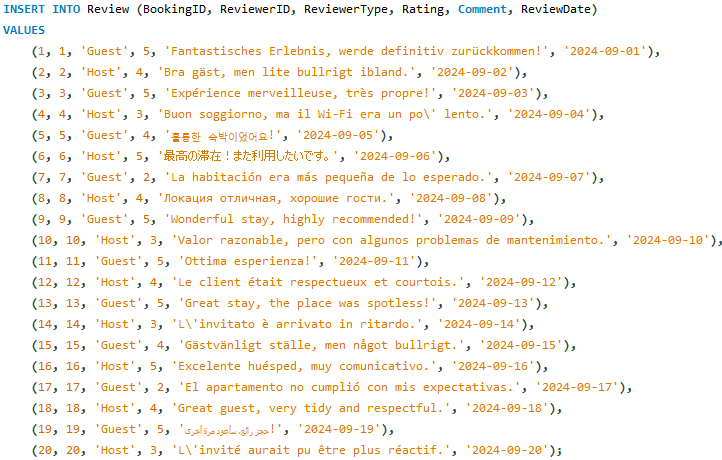 INSERT INTO Review (BookingID, ReviewerID, ReviewerType, Rating, Comment, ReviewDate)
VALUES
(1, 1, 'Guest', 5, 'Fantastisches Erlebnis, werde definitiv zurückkommen!', '2024-09-01'),
(2, 2, 'Host', 4, 'Bra gäst, men lite bullrigt ibland.', '2024-09-02'),
(3, 3, 'Guest', 5, 'Expérience merveilleuse, très propre!', '2024-09-03'),
(4, 4, 'Host', 3, 'Buon soggiorno, ma il Wi-Fi era un po\' lento.', '2024-09-04'),
(5, 5, 'Guest', 4, '훌륭한 숙박이었어요!', '2024-09-05'),
(6, 6, 'Host', 5, '最高の滞在！また利用したいです。', '2024-09-06'),
(7, 7, 'Guest', 2, 'La habitación era más pequeña de lo esperado.', '2024-09-07'),
(8, 8, 'Host', 4, 'Локация отличная, хорошие гости.', '2024-09-08'),
(9, 9, 'Guest', 5, 'Wonderful stay, highly recommended!', '2024-09-09'),
(10, 10, 'Host', 3, 'Valor razonable, pero con algunos problemas de mantenimiento.', '2024-09-10'),
(11, 11, 'Guest', 5, 'Ottima esperienza!', '2024-09-11'),
(12, 12, 'Host', 4, 'Le client était respectueux et courtois.', '2024-09-12'),
(13, 13, 'Guest', 5, 'Great stay, the place was spotless!', '2024-09-13'),
(14, 14, 'Host', 3, 'L\'invitato è arrivato in ritardo.', '2024-09-14'),
(15, 15, 'Guest', 4, 'Gästvänligt ställe, men något bullrigt.', '2024-09-15'),
(16, 16, 'Host', 5, 'Excelente huésped, muy comunicativo.', '2024-09-16'),
(17, 17, 'Guest', 2, 'El apartamento no cumplió con mis expectativas.', '2024-09-17'),
(18, 18, 'Host', 4, 'Great guest, very tidy and respectful.', '2024-09-18'),
(19, 19, 'Guest', 5, 'حجز رائع، سأعود مرة أخرى!', '2024-09-19'),
(20, 20, 'Host', 3, 'L\'invité aurait pu être plus réactif.', '2024-09-20');